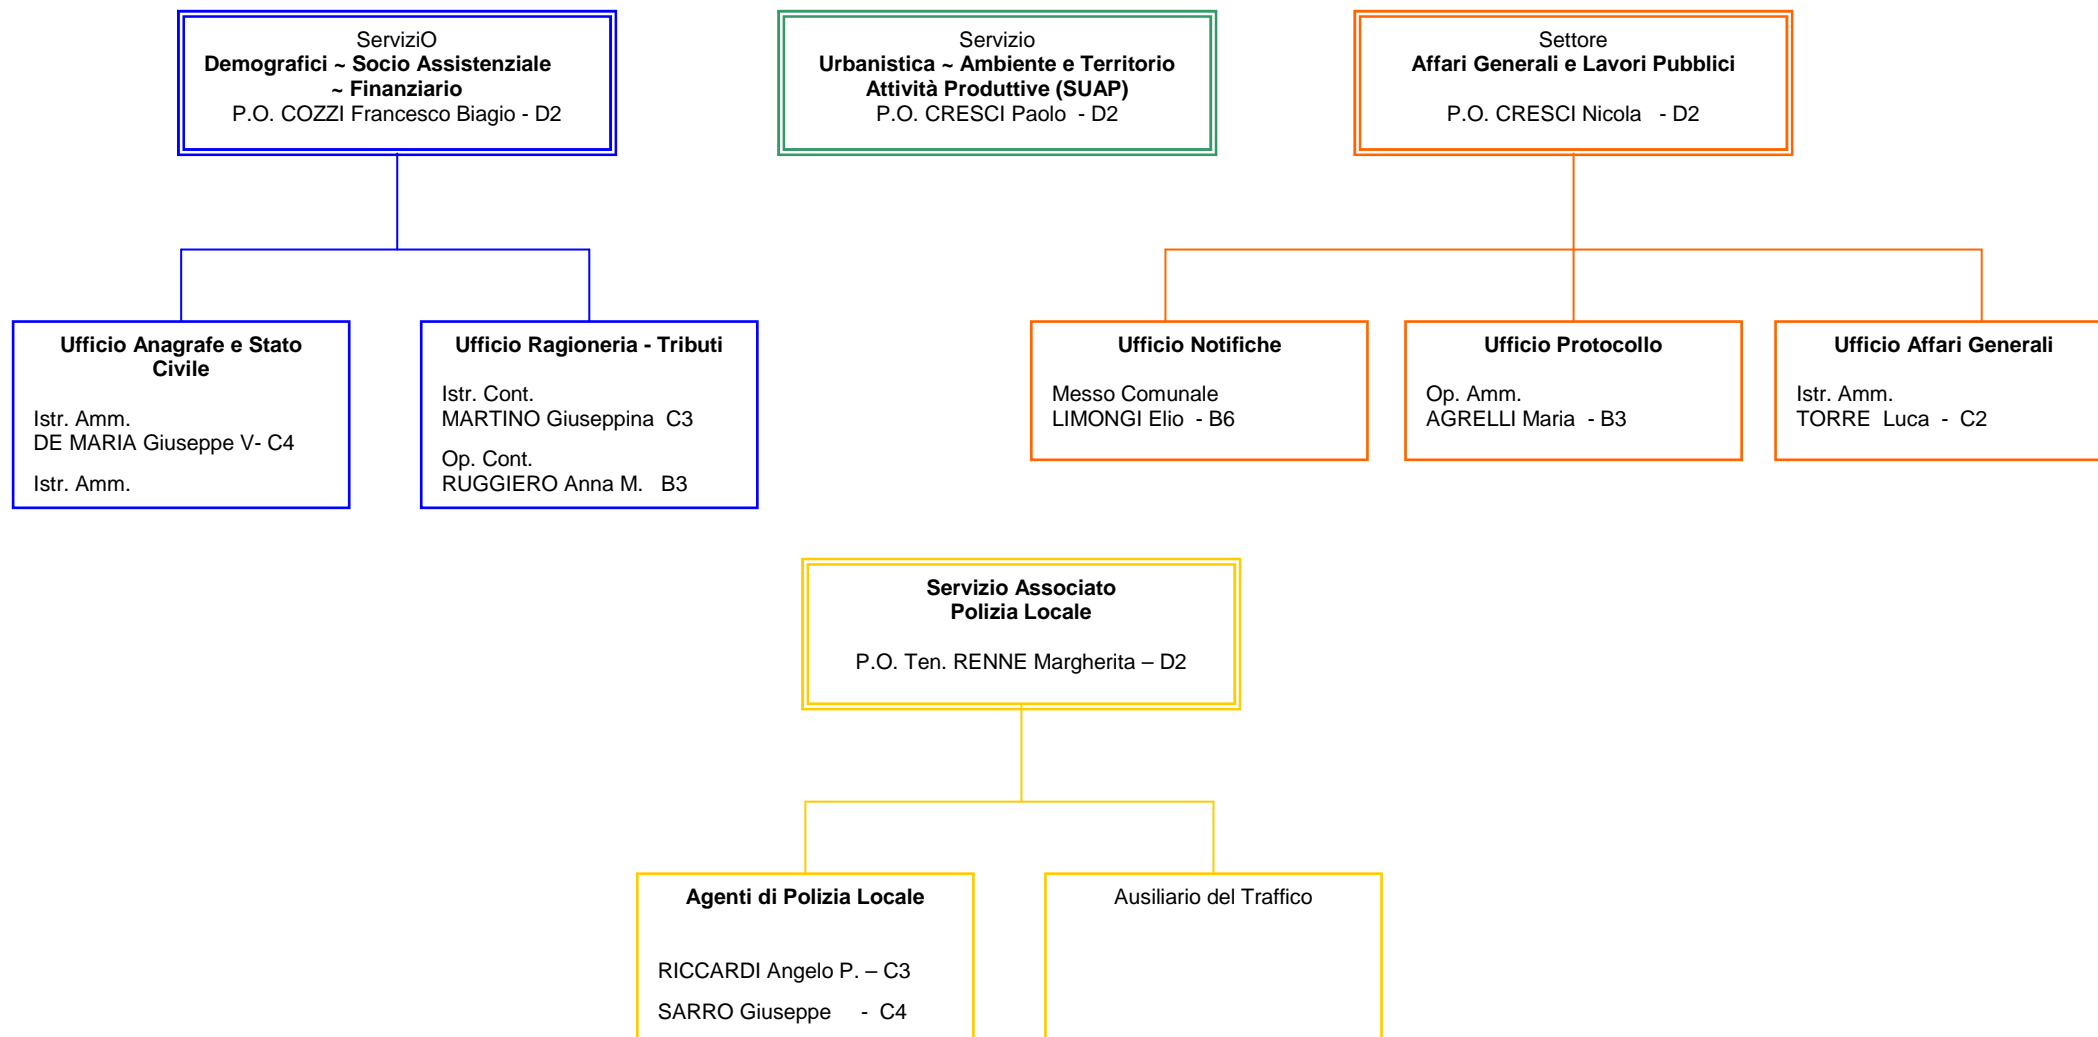 ServiziO
Demografici ~ Socio Assistenziale
~ Finanziario
P.O. COZZI Francesco Biagio - D2
Servizio
Urbanistica ~ Ambiente e Territorio
Attività Produttive (SUAP)
P.O. CRESCI Paolo - D2
Settore
Affari Generali e Lavori Pubblici
P.O. CRESCI Nicola - D2
Ufficio Anagrafe e Stato
Civile
Istr. Amm.
DE MARIA Giuseppe V- C4
Istr. Amm.
Ufficio Ragioneria - Tributi
Istr. Cont.
MARTINO Giuseppina C3
Op. Cont.
RUGGIERO Anna M. B3
Ufficio Notifiche
Messo Comunale
LIMONGI Elio - B6
Ufficio Protocollo
Op. Amm.
AGRELLI Maria - B3
Ufficio Affari Generali
Istr. Amm.
TORRE Luca - C2
Servizio Associato
Polizia Locale
P.O. Ten. RENNE Margherita – D2
Agenti di Polizia Locale
RICCARDI Angelo P. – C3
SARRO Giuseppe - C4
Ausiliario del Traffico